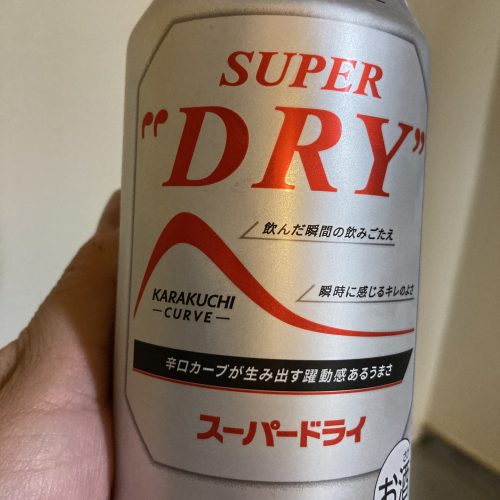 SUPER
"DRY"
飲んだ瞬間の飲みごたえ
瞬時に感じるキレのよさ
KARAKUCHI
—CURVE—
辛口カーブが生み出す躍動感あるうまさ
スーパードライ
お酒